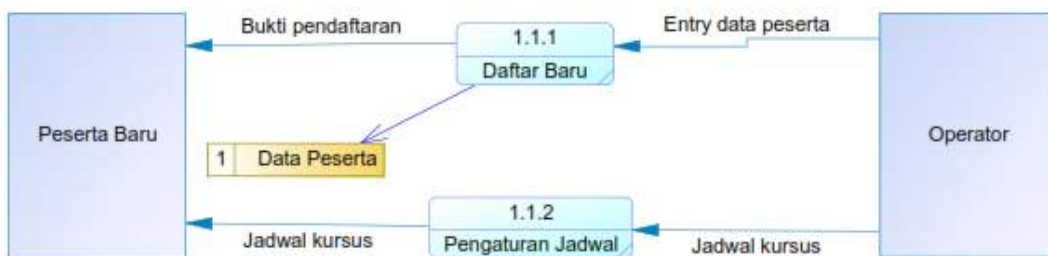 Bukti pendaftaran
1.1.1
Daftar Baru
Entry data peserta
Peserta Baru
1 Data Peserta
Operator
1.1.2
Pengaturan Jadwal
Jadwal kursus
Jadwal kursus